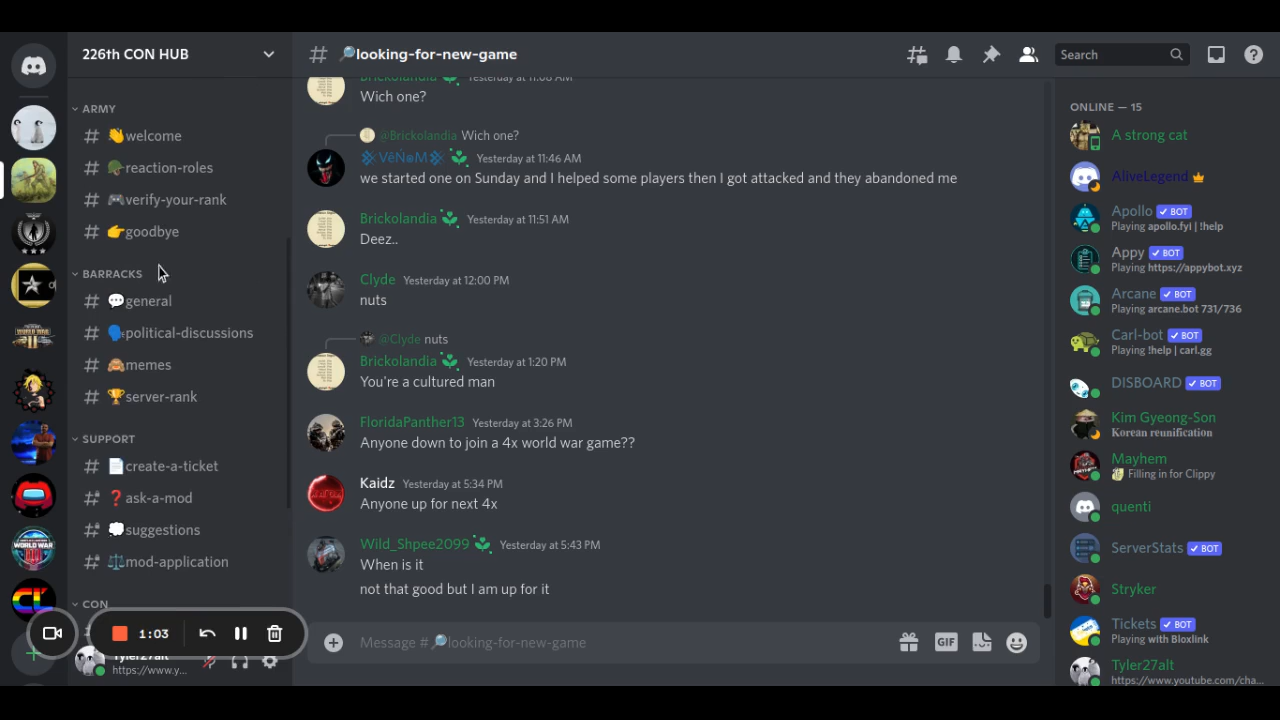 226th CON HUB
ARMY
# 👋welcome
# 🪖reaction-roles
# 🎮verify-your-rank
# 👉goodbye
BARRACKS
# 💬general
# 🗣️political-discussions
# 🙈memes
# 🏆server-rank
SUPPORT
# 📄create-a-ticket
# ❓ask-a-mod
# 💭suggestions
# ⚖️mod-application
CON
1:03
Tyler27alt
https://www.y...
# 🔎looking-for-new-game
Search
Brickolandia Yesterday at 11:08 AM
Wich one?
@Brickolandia Wich one?
VëÑøM Yesterday at 11:46 AM
we started one on Sunday and I helped some players then I got attacked and they abandoned me
Brickolandia Yesterday at 11:51 AM
Deez..
Clyde Yesterday at 12:00 PM
nuts
@Clyde nuts
Brickolandia Yesterday at 1:20 PM
You're a cultured man
FloridaPanther13 Yesterday at 3:26 PM
Anyone down to join a 4x world war game??
Kaidz Yesterday at 5:34 PM
Anyone up for next 4x
Wild_Shpee2099 Yesterday at 5:43 PM
When is it
not that good but I am up for it
Message #🔎looking-for-new-game
GIF
ONLINE — 15
A strong cat
AliveLegend
Apollo ✓ BOT
Playing apollo.fyi | !help
Appy ✓ BOT
Playing https://appybot.xyz
Arcane ✓ BOT
Playing arcane.bot 731/736
Carl-bot ✓ BOT
Playing !help | carl.gg
DISBOARD ✓ BOT
Kim Gyeong-Son
Korean reunification
Mayhem
Filling in for Clippy
quenti
ServerStats ✓ BOT
Stryker
Tickets ✓ BOT
Playing with Bloxlink
Tyler27alt
https://www.youtube.com/cha...